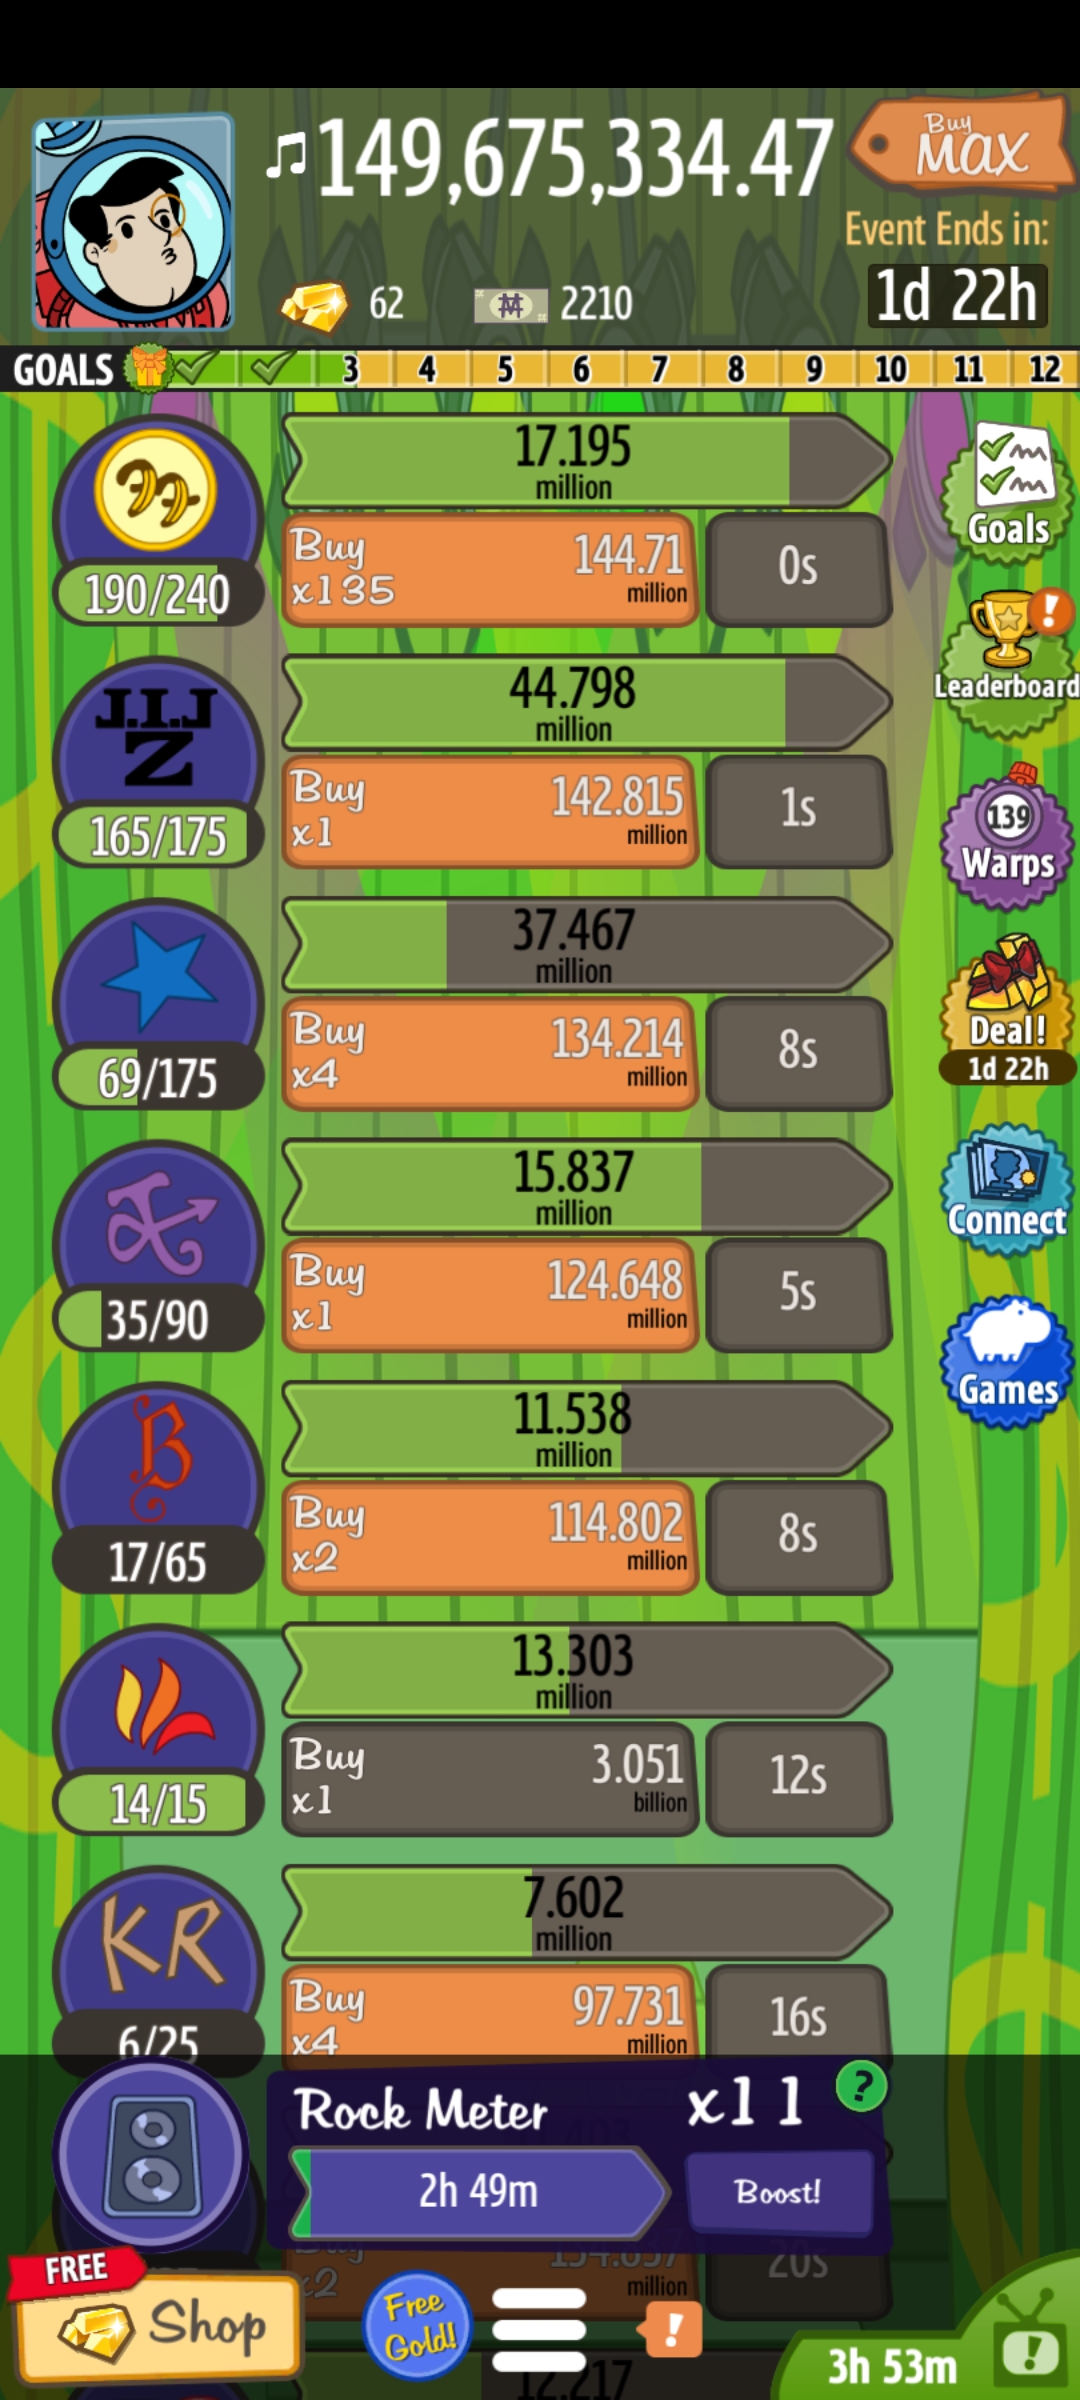 149,675,334.47
Buy
MAX
Event Ends in:
62
2210
1d 22h
GOALS 3 4 5 6 7 8 9 10 11 12
17.195
million
190/240
Buy
x135
144.71
million
0s
Goals
J.I.J
Z
44.798
million
165/175
Buy
x1
142.815
million
1s
Leaderboard
139
Warps
37.467
million
69/175
Buy
x4
134.214
million
8s
Deal!
1d 22h
15.837
million
35/90
Buy
x1
124.648
million
5s
Connect
B
11.538
million
17/65
Buy
x2
114.802
million
8s
Games
13.303
million
14/15
Buy
x1
3.051
billion
12s
KR
7.602
million
6/25
Buy
x4
97.731
million
16s
Rock Meter
x11
?
2h 49m
Boost!
Buy
x2
million
20s
FREE
Shop
Free
Gold!
!
3h 53m
!
12.217